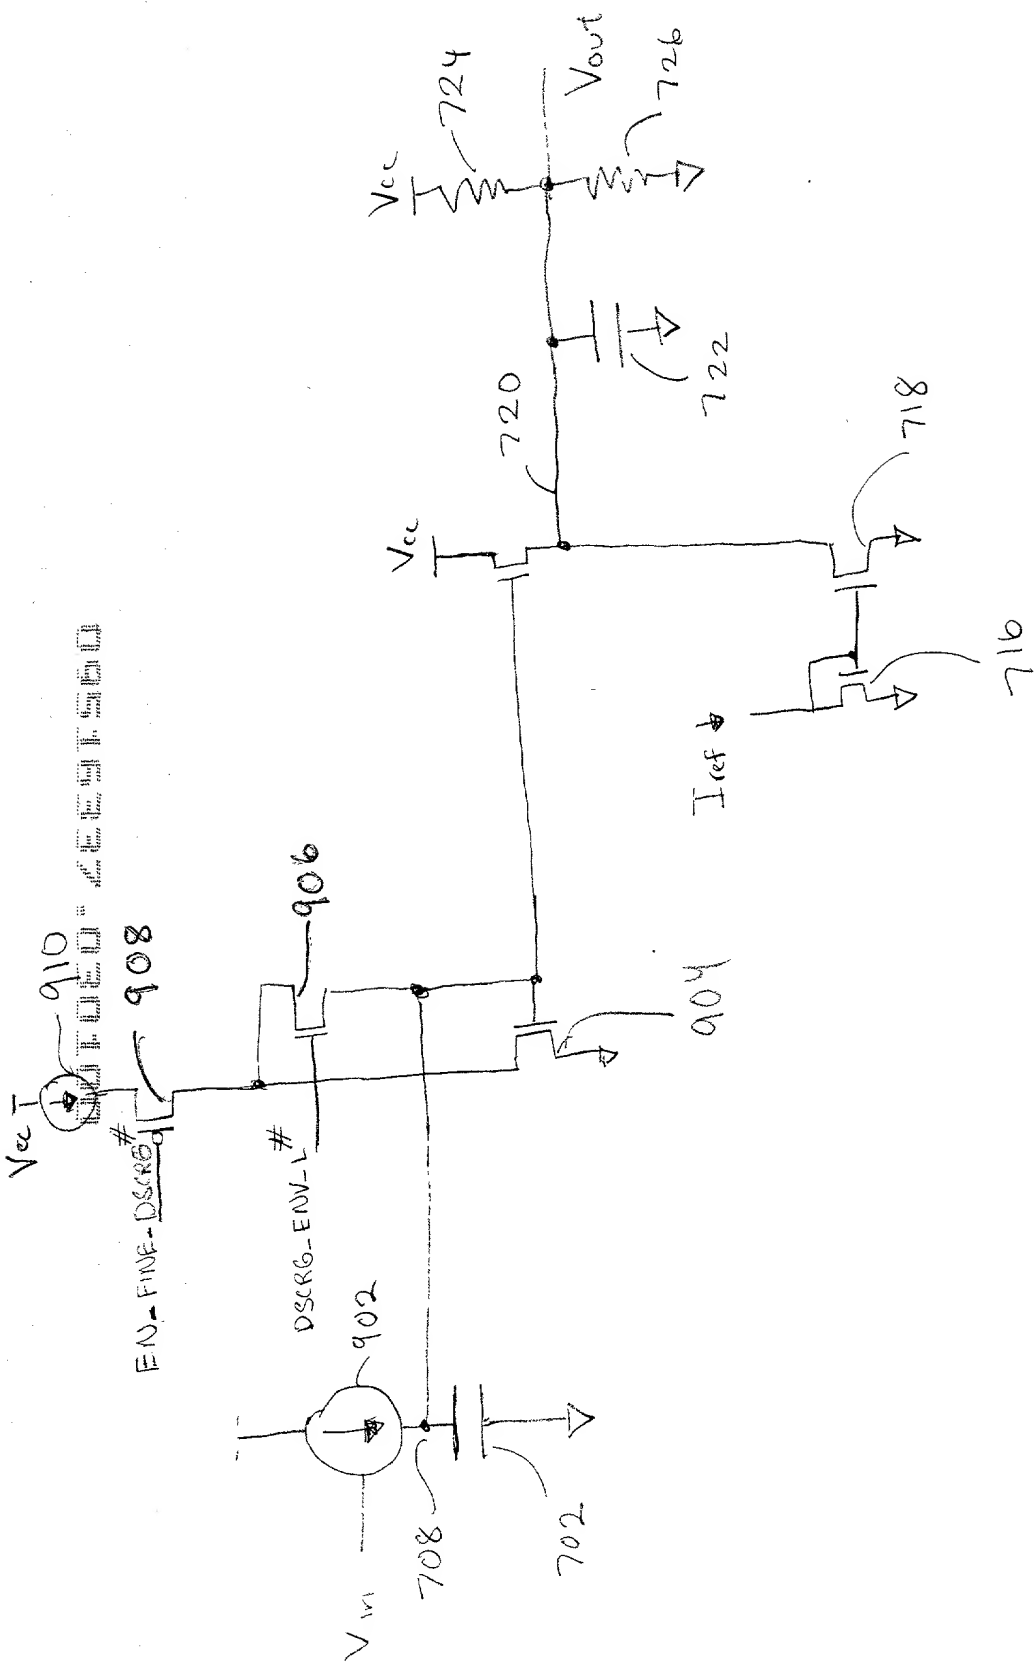 Vcc
910
EN_FINE_DSCRG#
908
DSCRG_ENV_L#
906
Vin
902
708
702
904
Vcc
720
Iref
716
718
722
Vcc
724
Vout
726